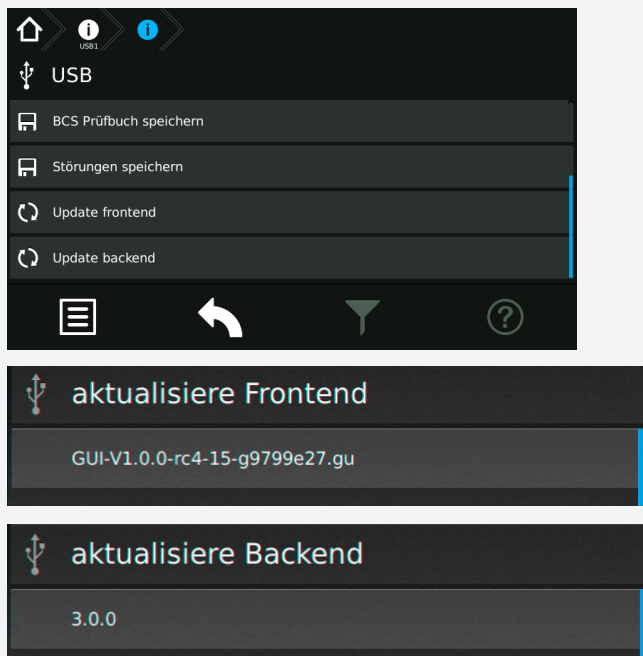 USB1
USB
BCS Prüfbuch speichern
Störungen speichern
Update frontend
Update backend
aktualisiere Frontend
GUI-V1.0.0-rc4-15-g9799e27.gu
aktualisiere Backend
3.0.0